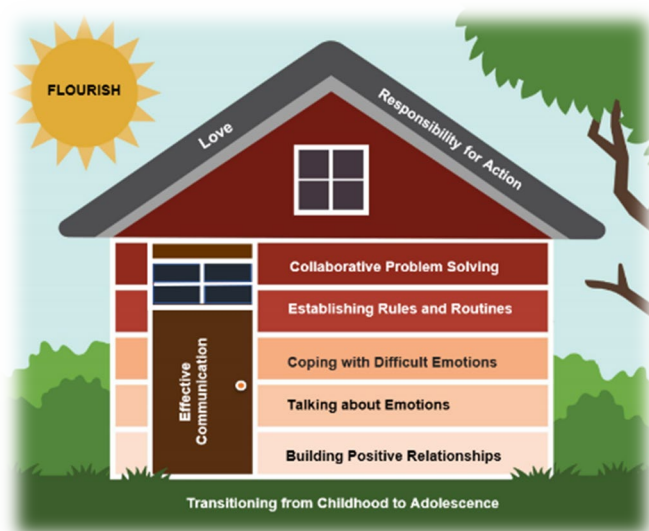 FLOURISH
Love
Responsibility for Action
Collaborative Problem Solving
Establishing Rules and Routines
Coping with Difficult Emotions
Talking about Emotions
Building Positive Relationships
Effective
Communication
Transitioning from Childhood to Adolescence